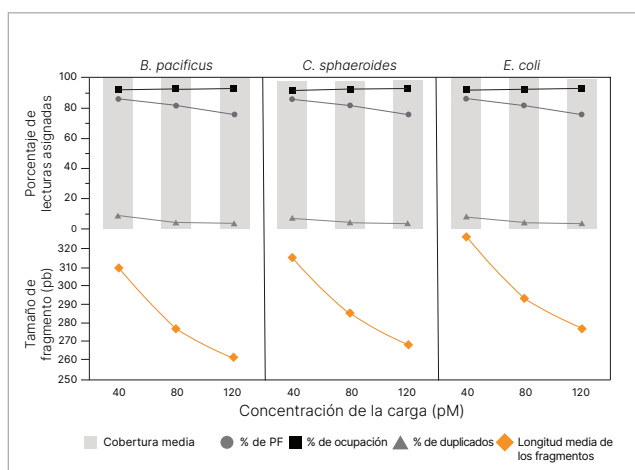 B. pacificus
C. sphaeroides
E. coli
Porcentaje de
lecturas asignadas
100
80
60
40
20
0
Tamaño de
fragmento (pb)
320
310
300
290
280
270
260
250
40 80 120 40 80 120 40 80 120
Concentración de la carga (pM)
Cobertura media % de PF % de ocupación % de duplicados Longitud media de
los fragmentos